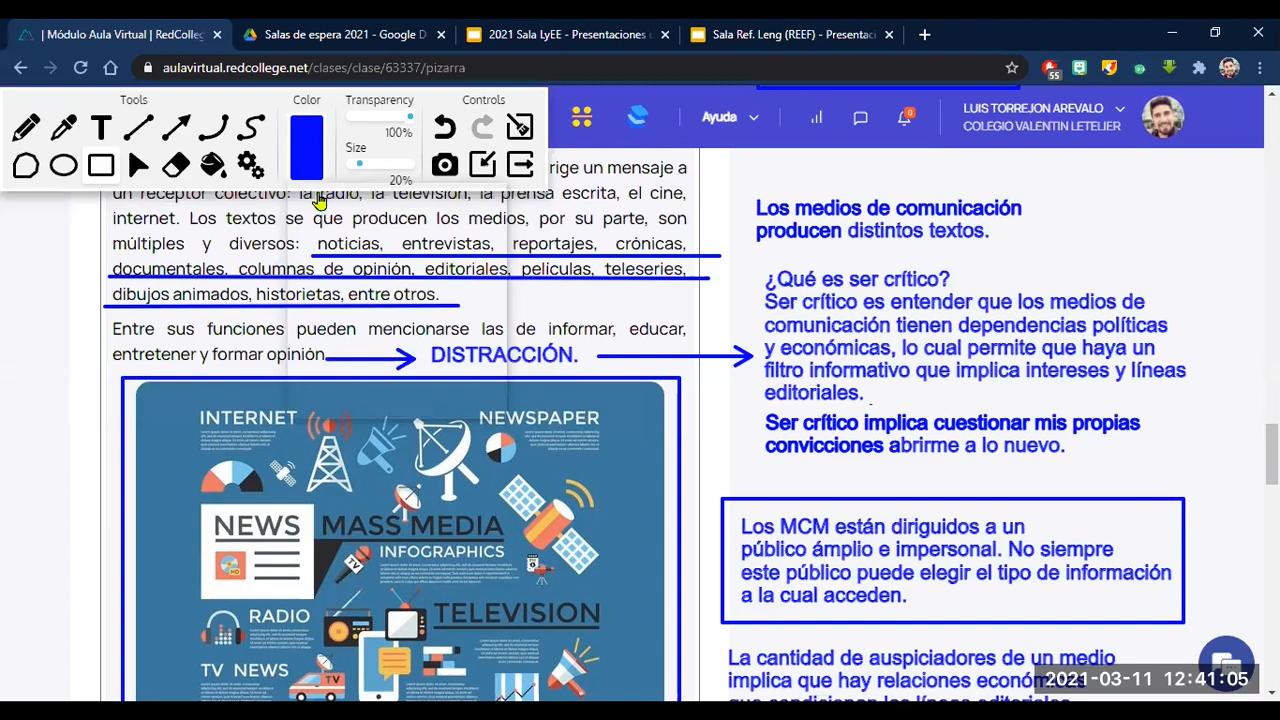 | Módulo Aula Virtual | RedColleg
Salas de espera 2021 - Google D
2021 Sala LyEE - Presentaciones
Sala Ref. Leng (REEF) - Presentac
aulavirtual.redcollege.net/clases/clase/63337/pizarra
55
Tools
Color
Transparency
Controls
100%
Size
20%
Ayuda
0
LUIS TORREJON AREVALO
COLEGIO VALENTIN LETELIER
rige un mensaje a
un receptor colectivo: la radio, la televisión, la prensa escrita, el cine,
internet. Los textos se que producen los medios, por su parte, son
múltiples y diversos: noticias, entrevistas, reportajes, crónicas,
documentales, columnas de opinión, editoriales, películas, teleseries,
dibujos animados, historietas, entre otros.
Entre sus funciones pueden mencionarse las de informar, educar,
entretener y formar opinión.
DISTRACCIÓN.
INTERNET
NEWSPAPER
NEWS
MASS MEDIA
INFOGRAPHICS
TV
RADIO
TELEVISION
TV NEWS
Los medios de comunicación
producen distintos textos.
¿Qué es ser crítico?
Ser crítico es entender que los medios de
comunicación tienen dependencias políticas
y económicas, lo cual permite que haya un
filtro informativo que implica intereses y líneas
editoriales.
Ser crítico implica cuestionar mis propias
convicciones abrirme a lo nuevo.
Los MCM están diriguidos a un
público ámplio e impersonal. No siempre
este público puede elegir el tipo de información
a la cual acceden.
La cantidad de auspiciadores de un medio
implica que hay relaciones económ
que condicionen las líneas editoriales
2021-03-11 12:41:05